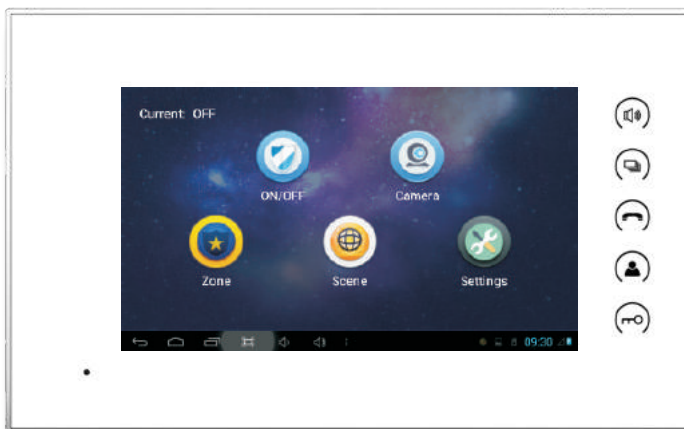 Current: OFF
ON/OFF
Camera
Zone
Scene
Settings
09:30